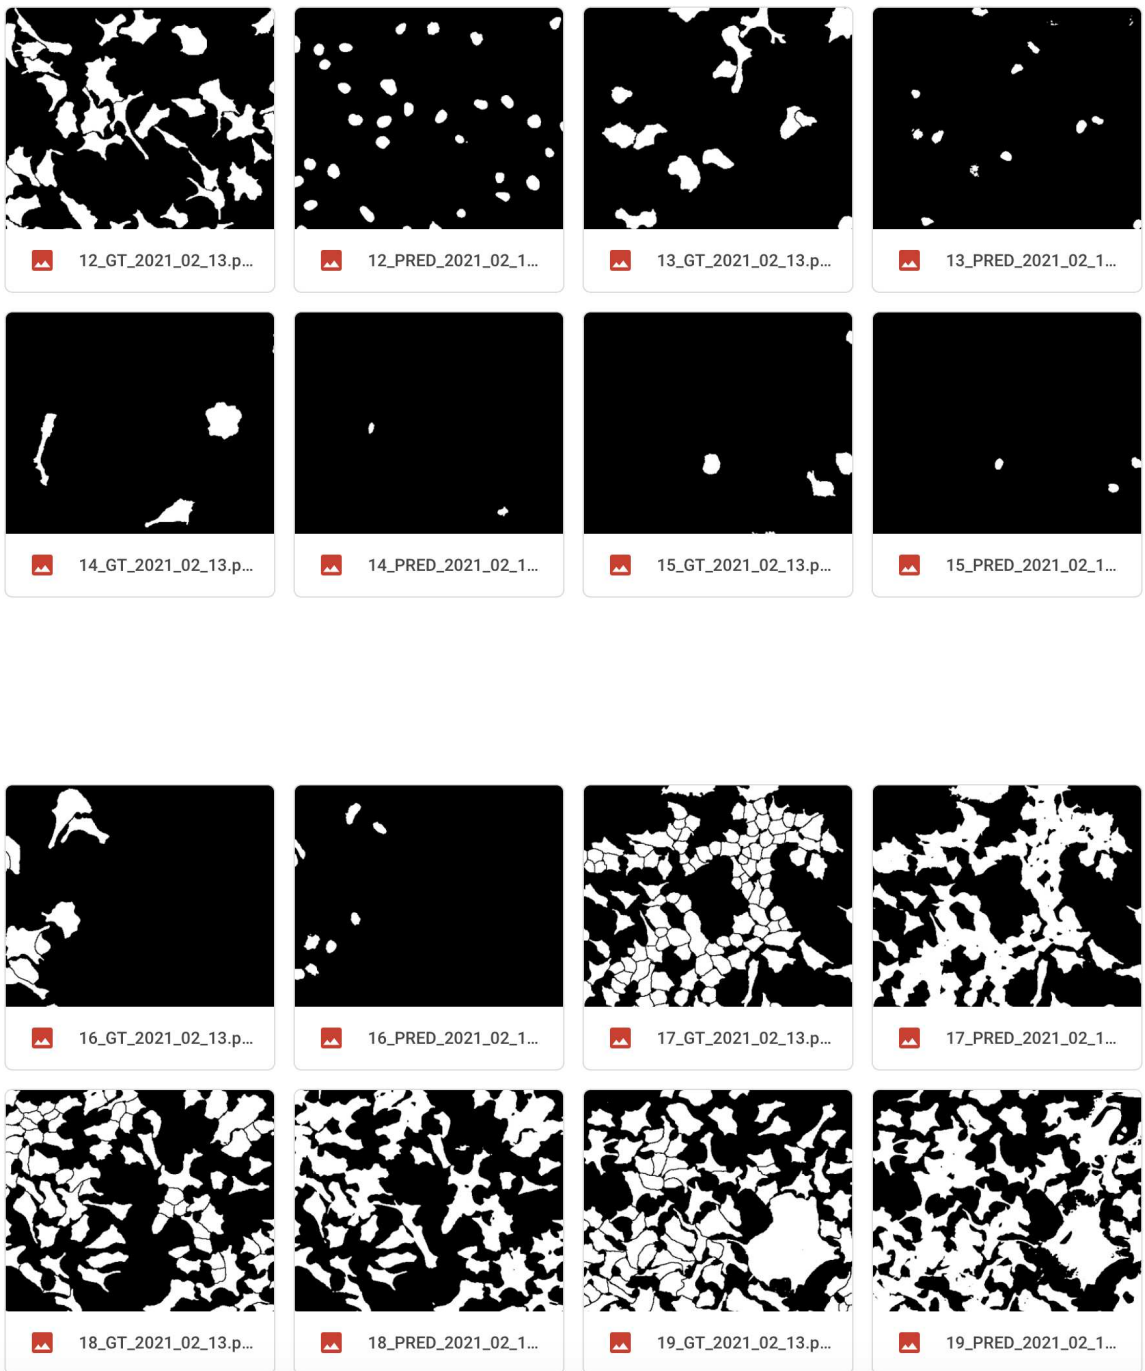 12_GT_2021_02_13.p...
12_PRED_2021_02_1...
13_GT_2021_02_13.p...
13_PRED_2021_02_1...
14_GT_2021_02_13.p...
14_PRED_2021_02_1...
15_GT_2021_02_13.p...
15_PRED_2021_02_1...
16_GT_2021_02_13.p...
16_PRED_2021_02_1...
17_GT_2021_02_13.p...
17_PRED_2021_02_1...
18_GT_2021_02_13.p...
18_PRED_2021_02_1...
19_GT_2021_02_13.p...
19_PRED_2021_02_1...